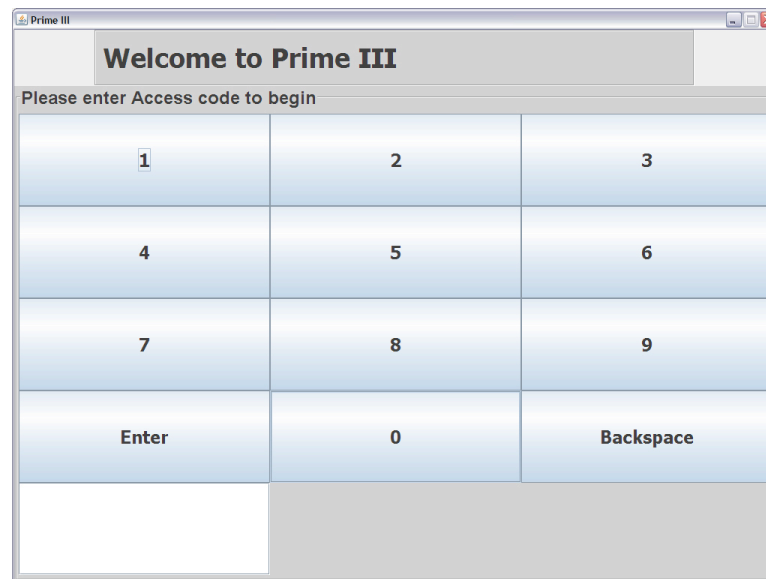 Prime III
Welcome to Prime III
Please enter Access code to begin
1 2 3
4 5 6
7 8 9
Enter 0 Backspace